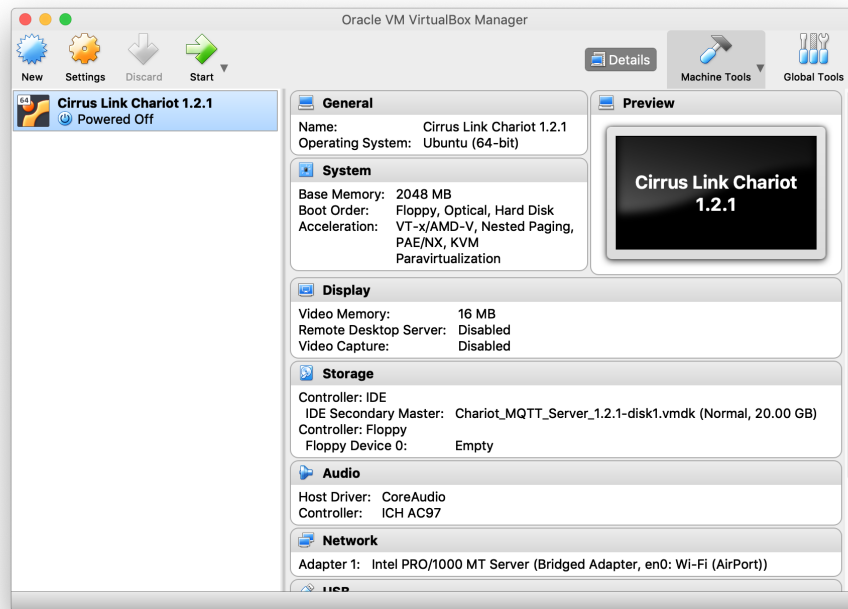 Oracle VM VirtualBox Manager
New
Settings
Discard
Start
Details
Machine Tools
Global Tools
64
Cirrus Link Chariot 1.2.1
Powered Off
General
Name: Cirrus Link Chariot 1.2.1
Operating System: Ubuntu (64-bit)
System
Base Memory: 2048 MB
Boot Order: Floppy, Optical, Hard Disk
Acceleration: VT-x/AMD-V, Nested Paging,
PAE/NX, KVM
Paravirtualization
Preview
Cirrus Link Chariot
1.2.1
Display
Video Memory: 16 MB
Remote Desktop Server: Disabled
Video Capture: Disabled
Storage
Controller: IDE
IDE Secondary Master: Chariot_MQTT_Server_1.2.1-disk1.vmdk (Normal, 20.00 GB)
Controller: Floppy
Floppy Device 0: Empty
Audio
Host Driver: CoreAudio
Controller: ICH AC97
Network
Adapter 1: Intel PRO/1000 MT Server (Bridged Adapter, en0: Wi-Fi (AirPort))
USB